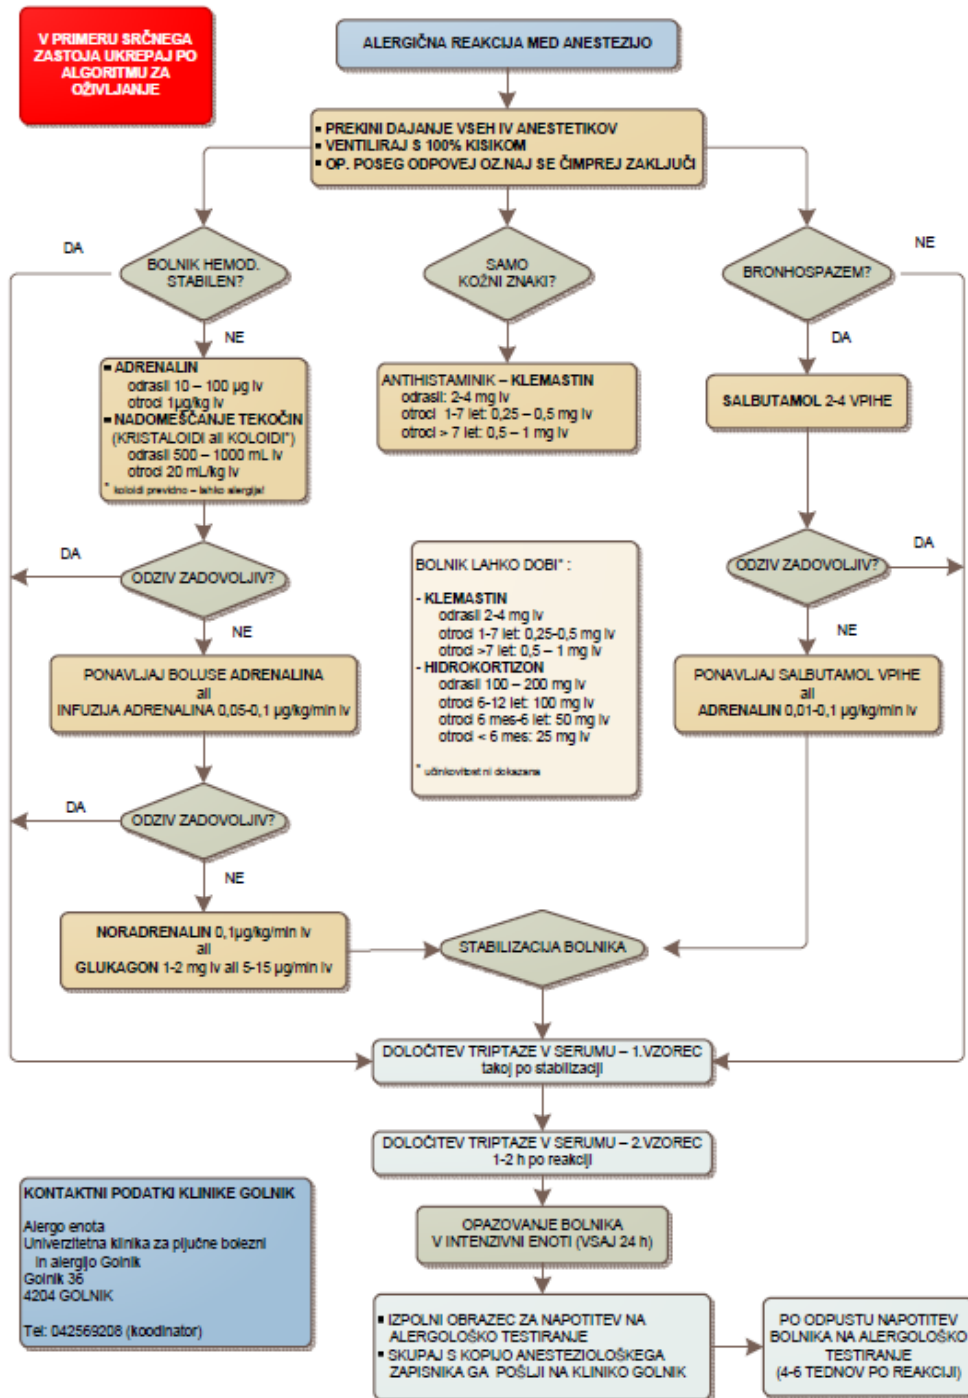 V PRIMERU SRČNEGA
ZASTOJA UKREPAJ PO
ALGORITMU ZA
OŽIVLJANJE
ALERGIČNA REAKCIJA MED ANESTEZIJO
▪ PREKINI DAJANJE VSEH IV ANESTETIKOV
▪ VENTILIRAJ S 100% KISIKOM
▪ OP. POSEG ODPOVEJ OZ.NAJ SE ČIMPREJ ZAKLJUČI
DA
BOLNIK HEMOD.
STABILEN?
SAMO
KOŽNI ZNAKI?
BRONHOSPAZEM?
NE
NE
DA
▪ ADRENALIN
odrasli 10 – 100 µg iv
otroci 1µg/kg iv
▪ NADOMEŠČANJE TEKOČIN
(KRISTALOIDI ali KOLOIDI*)
odrasli 500 – 1000 mL iv
otroci 20 mL/kg iv
* koloidi previdno – lahko alergija!
ANTIHISTAMINIK – KLEMASTIN
odrasli: 2-4 mg iv
otroci 1-7 let: 0,25 – 0,5 mg iv
otroci > 7 let: 0,5 – 1 mg iv
SALBUTAMOL 2-4 VPIHE
DA
ODZIV ZADOVOLJIV?
NE
BOLNIK LAHKO DOBI* :
- KLEMASTIN
odrasli 2-4 mg iv
otroci 1-7 let: 0,25-0,5 mg iv
otroci >7 let: 0,5 – 1 mg iv
- HIDROKORTIZON
odrasli 100 – 200 mg iv
otroci 6-12 let: 100 mg iv
otroci 6 mes-6 let: 50 mg iv
otroci < 6 mes: 25 mg iv
* učinkovitost ni dokazana
ODZIV ZADOVOLJIV?
DA
NE
PONAVLJAJ BOLUSE ADRENALINA
ali
INFUZIJA ADRENALINA 0,05-0,1 µg/kg/min iv
PONAVLJAJ SALBUTAMOL VPIHE
ali
ADRENALIN 0,01-0,1 µg/kg/min iv
DA
ODZIV ZADOVOLJIV?
NE
NORADRENALIN 0,1µg/kg/min iv
ali
GLUKAGON 1-2 mg iv ali 5-15 µg/min iv
STABILIZACIJA BOLNIKA
DOLOČITEV TRIPTAZE V SERUMU – 1.VZOREC
takoj po stabilizaciji
DOLOČITEV TRIPTAZE V SERUMU – 2.VZOREC
1-2 h po reakciji
OPAZOVANJE BOLNIKA
V INTENZIVNI ENOTI (VSAJ 24 h)
KONTAKTNI PODATKI KLINIKE GOLNIK
Alergo enota
Univerzitetna klinika za pljučne bolezni
in alergijo Golnik
Golnik 36
4204 GOLNIK
Tel: 042569208 (koodinator)
▪ IZPOLNI OBRAZEC ZA NAPOTITEV NA
ALERGOLOŠKO TESTIRANJE
▪ SKUPAJ S KOPIJO ANESTEZIOLOŠKEGA
ZAPISNIKA GA POŠLJI NA KLINIKO GOLNIK
PO ODPUSTU NAPOTITEV
BOLNIKA NA ALERGOLOŠKO
TESTIRANJE
(4-6 TEDNOV PO REAKCIJI)